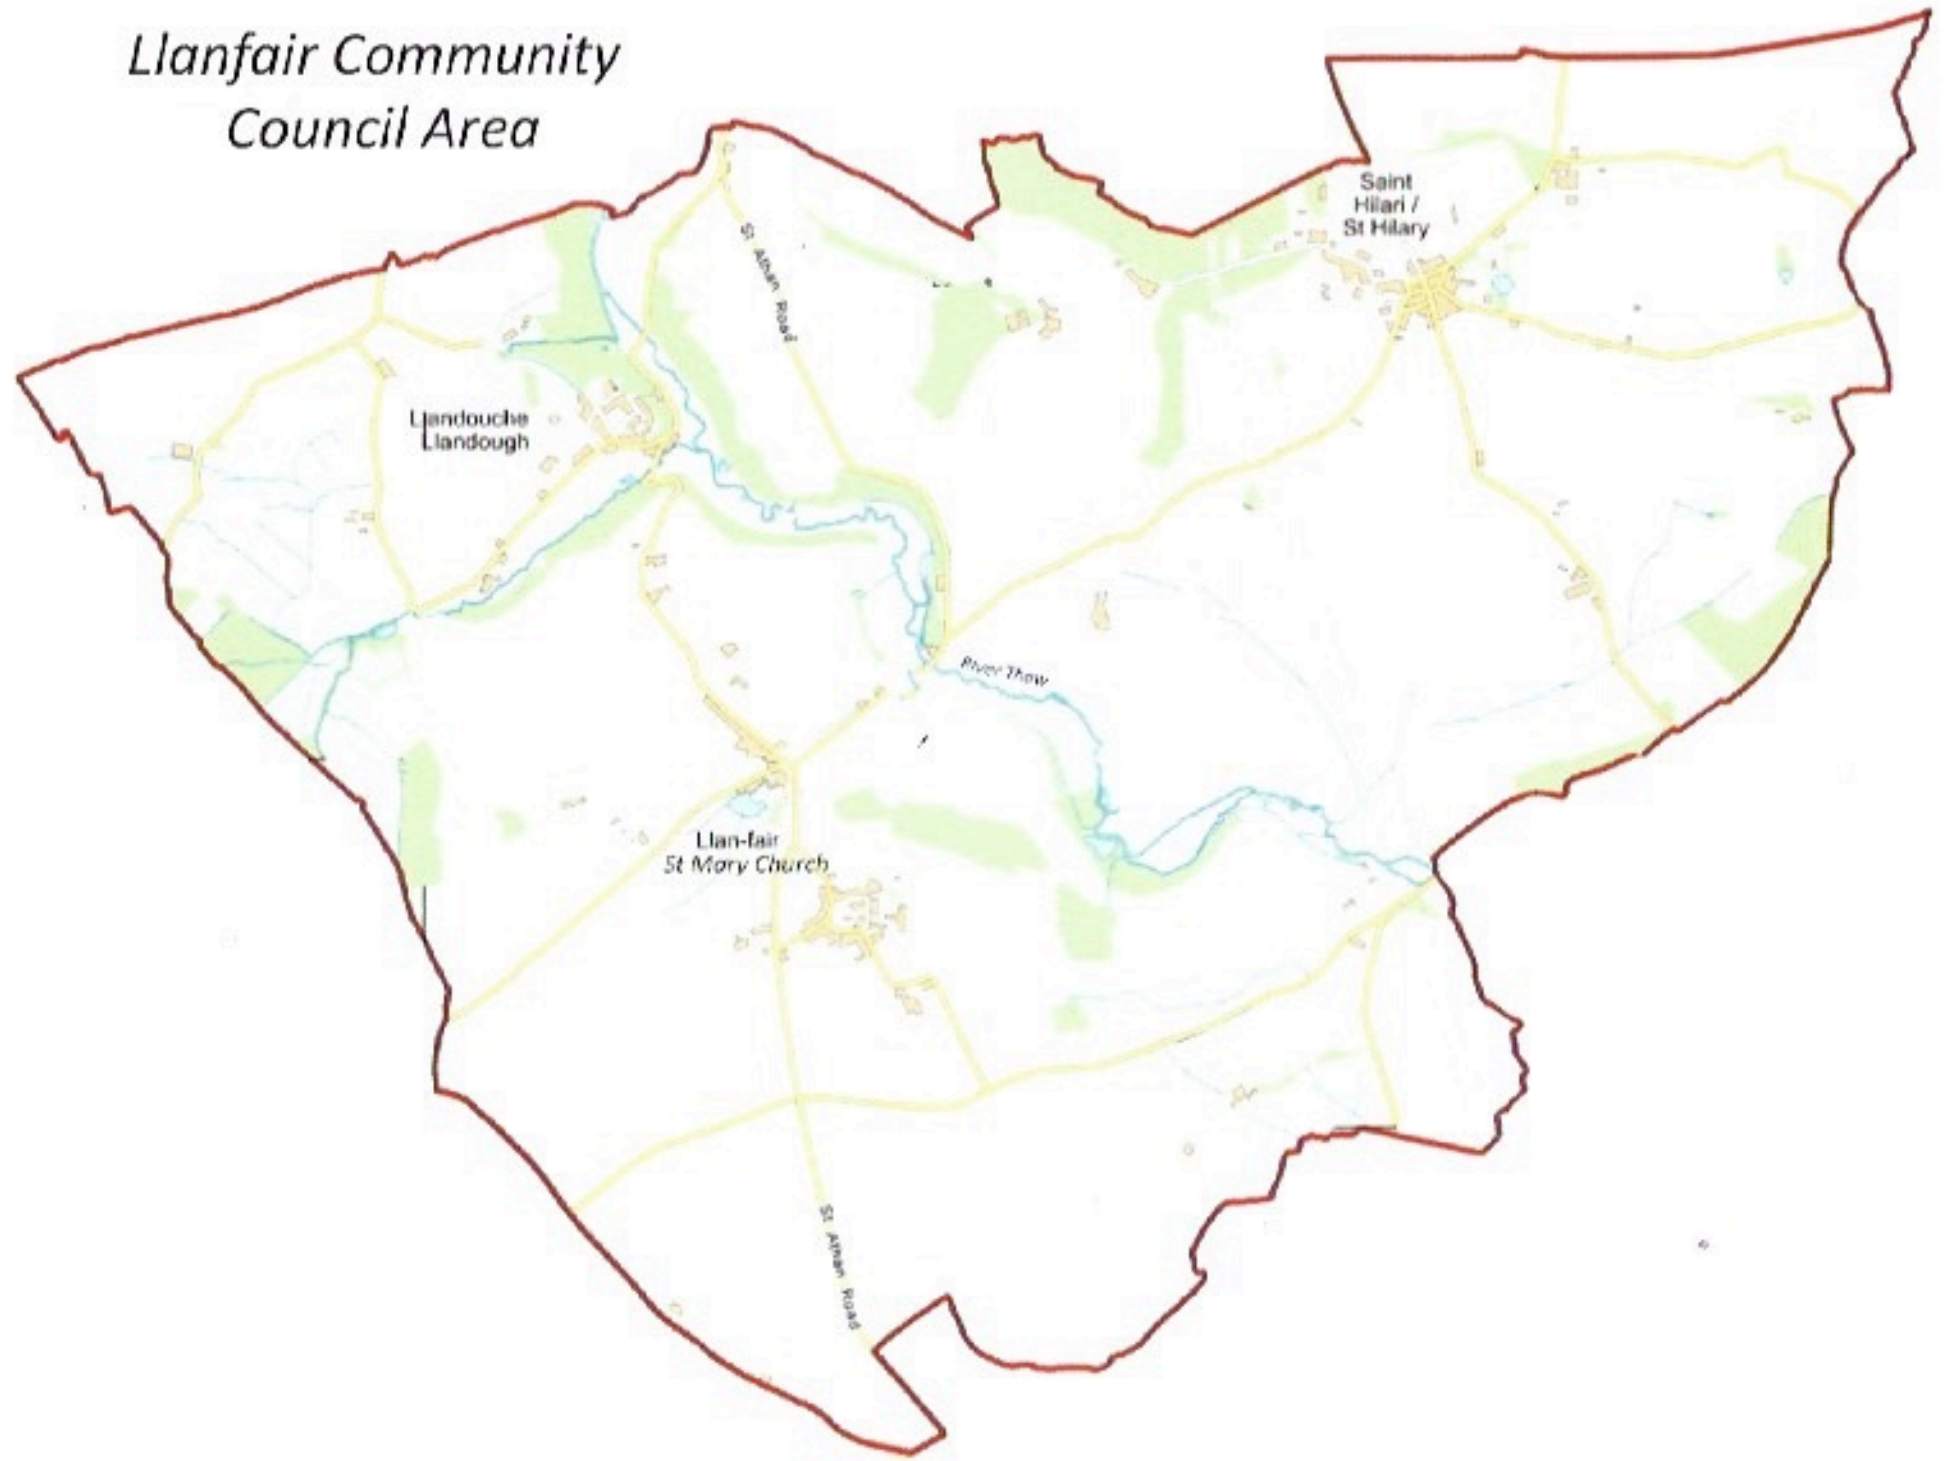 Llanfair Community
Council Area
Saint
Hilari /
St Hilary
St Athan Road
Llandouche
Llandough
River Thaw
Llan-fair
St Mary Church
St Athan Road